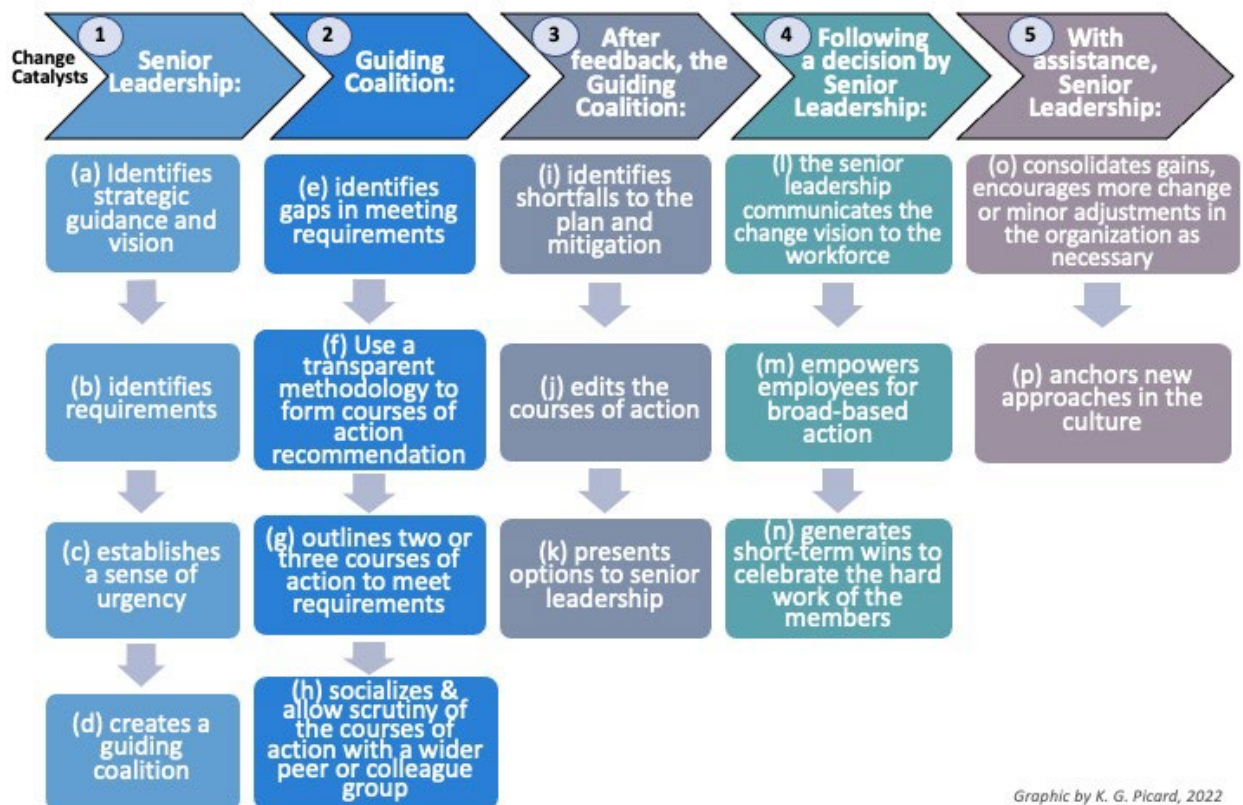 Change
Catalysts
1
Senior
Leadership:
2
Guiding
Coalition:
3
After
feedback, the
Guiding
Coalition:
4
Following
a decision by
Senior
Leadership:
5
With
assistance,
Senior
Leadership:
(a) Identifies
strategic
guidance and
vision
(b) identifies
requirements
(c) establishes
a sense of
urgency
(d) creates a
guiding
coalition
(e) identifies
gaps in meeting
requirements
(f) Use a
transparent
methodology to
form courses of
action
recommendation
(g) outlines two or
three courses of
action to meet
requirements
(h) socializes &
allow scrutiny of
the courses of
action with a wider
peer or colleague
group
(i) identifies
shortfalls to the
plan and
mitigation
(j) edits the
courses of action
(k) presents
options to senior
leadership
(l) the senior
leadership
communicates the
change vision to the
workforce
(m) empowers
employees for
broad-based
action
(n) generates
short-term wins to
celebrate the hard
work of the
members
(o) consolidates gains,
encourages more change
or minor adjustments in
the organization as
necessary
(p) anchors new
approaches in the
culture
Graphic by K. G. Picard, 2022